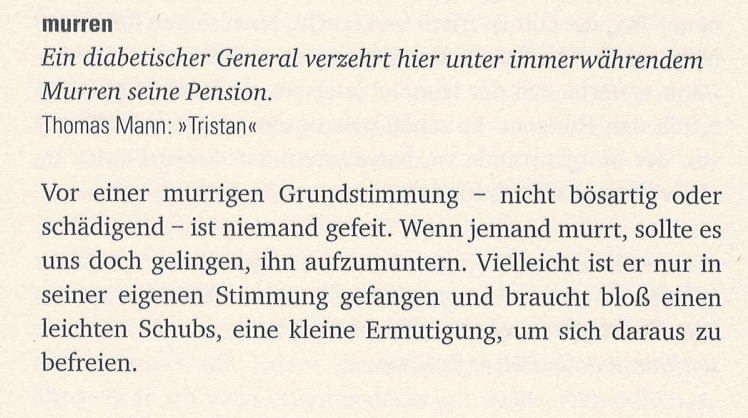 murren
Ein diabetischer General verzehrt hier unter immerwährendem
Murren seine Pension.
Thomas Mann: »Tristan«
Vor einer murrigen Grundstimmung – nicht bösartig oder
schädigend – ist niemand gefeit. Wenn jemand murrt, sollte es
uns doch gelingen, ihn aufzumuntern. Vielleicht ist er nur in
seiner eigenen Stimmung gefangen und braucht bloß einen
leichten Schubs, eine kleine Ermutigung, um sich daraus zu
befreien.